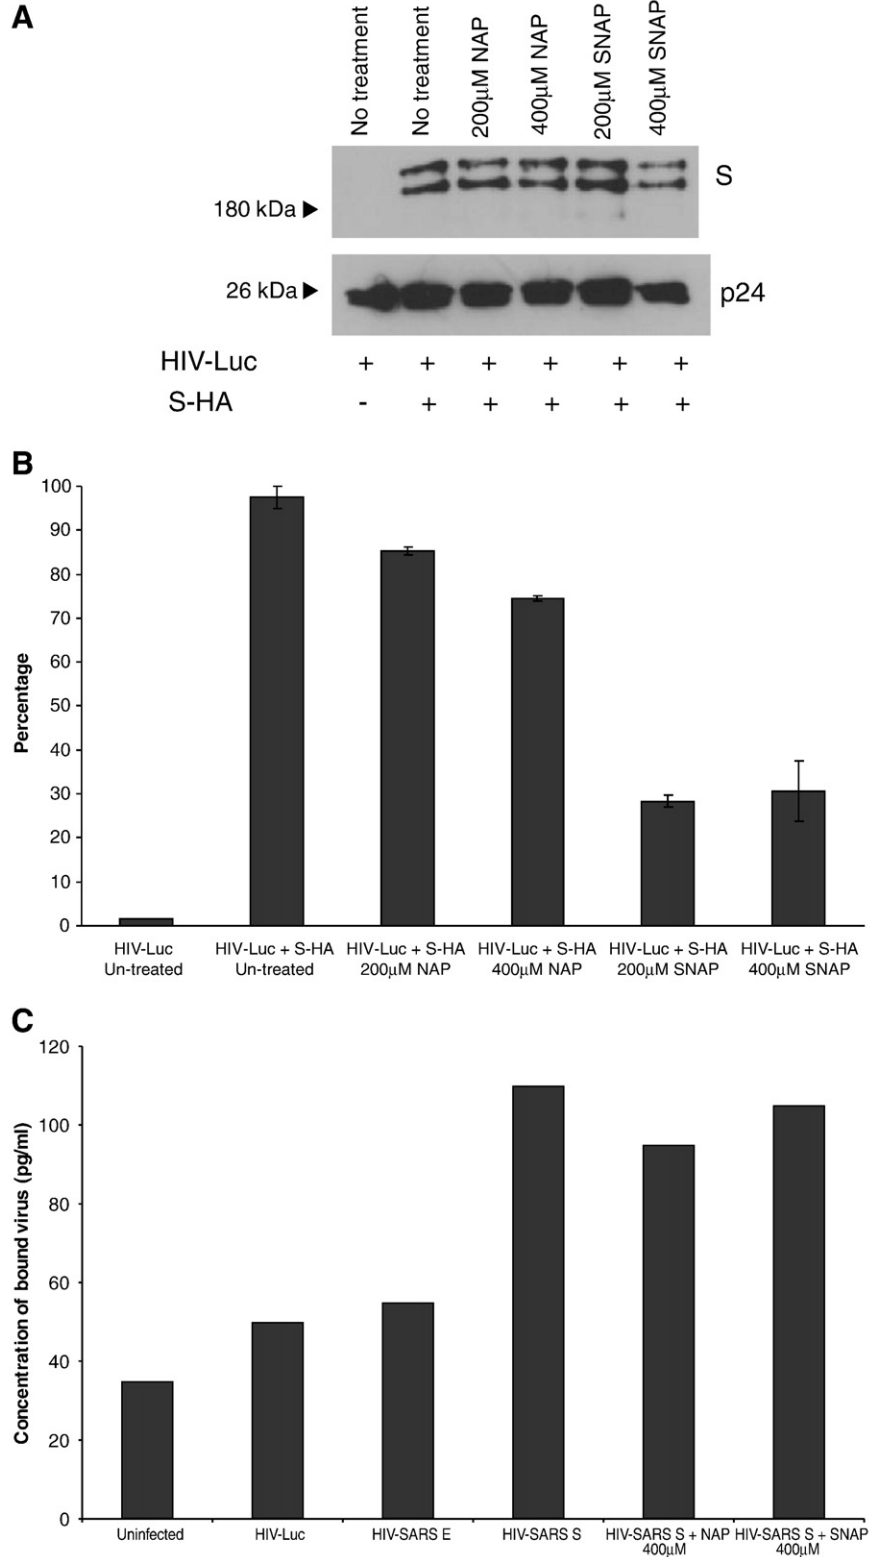 A
No treatment
No treatment
200µM NAP
400µM NAP
200µM SNAP
400µM SNAP
S
180 kDa
26 kDa
p24
HIV-Luc + + + + + +
S-HA - + + + + +
B
Percentage
100
90
80
70
60
50
40
30
20
10
0
HIV-Luc
Un-treated
HIV-Luc + S-HA
Un-treated
HIV-Luc + S-HA
200µM NAP
HIV-Luc + S-HA
400µM NAP
HIV-Luc + S-HA
200µM SNAP
HIV-Luc + S-HA
400µM SNAP
C
Concentration of bound virus (pg/ml)
120
100
80
60
40
20
0
Uninfected
HIV-Luc
HIV-SARS E
HIV-SARS S
HIV-SARS S + NAP
400µM
HIV-SARS S + SNAP
400µM